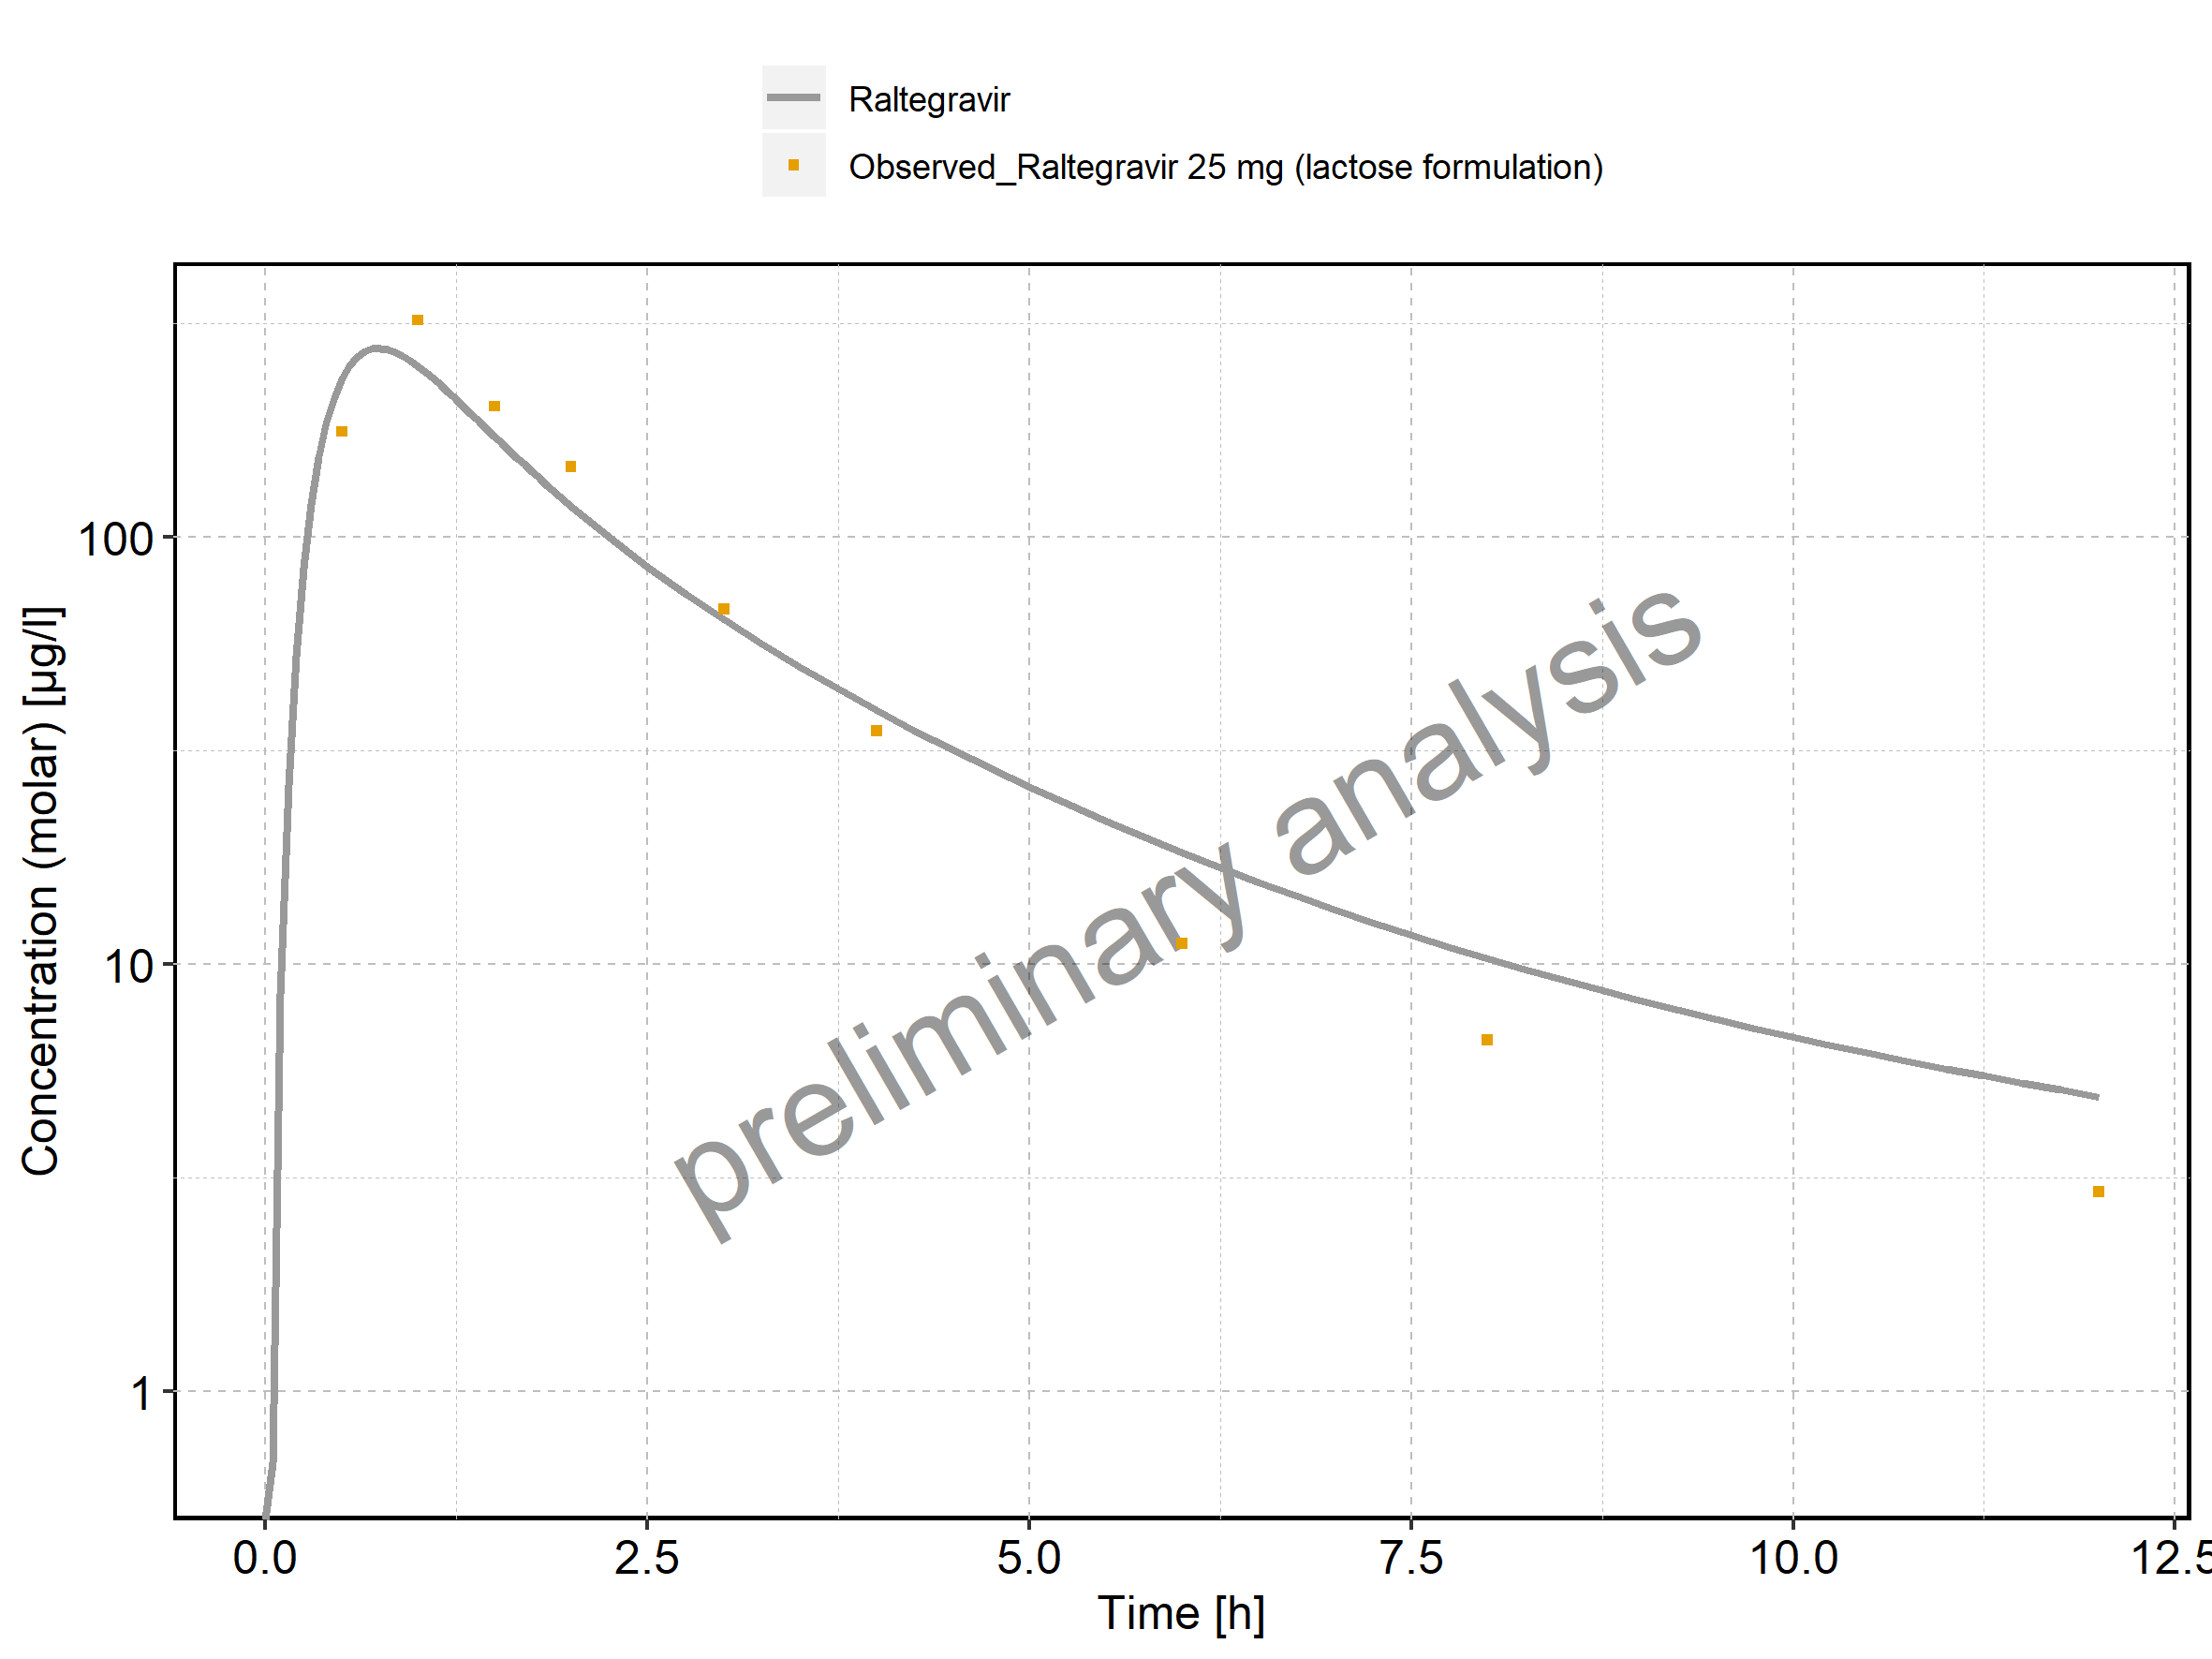 Raltegravir
Observed_Raltegravir 25 mg (lactose formulation)
Concentration (molar) [µg/l]
100
10
1
preliminary analysis
0.0 2.5 5.0 7.5 10.0 12.5
Time [h]